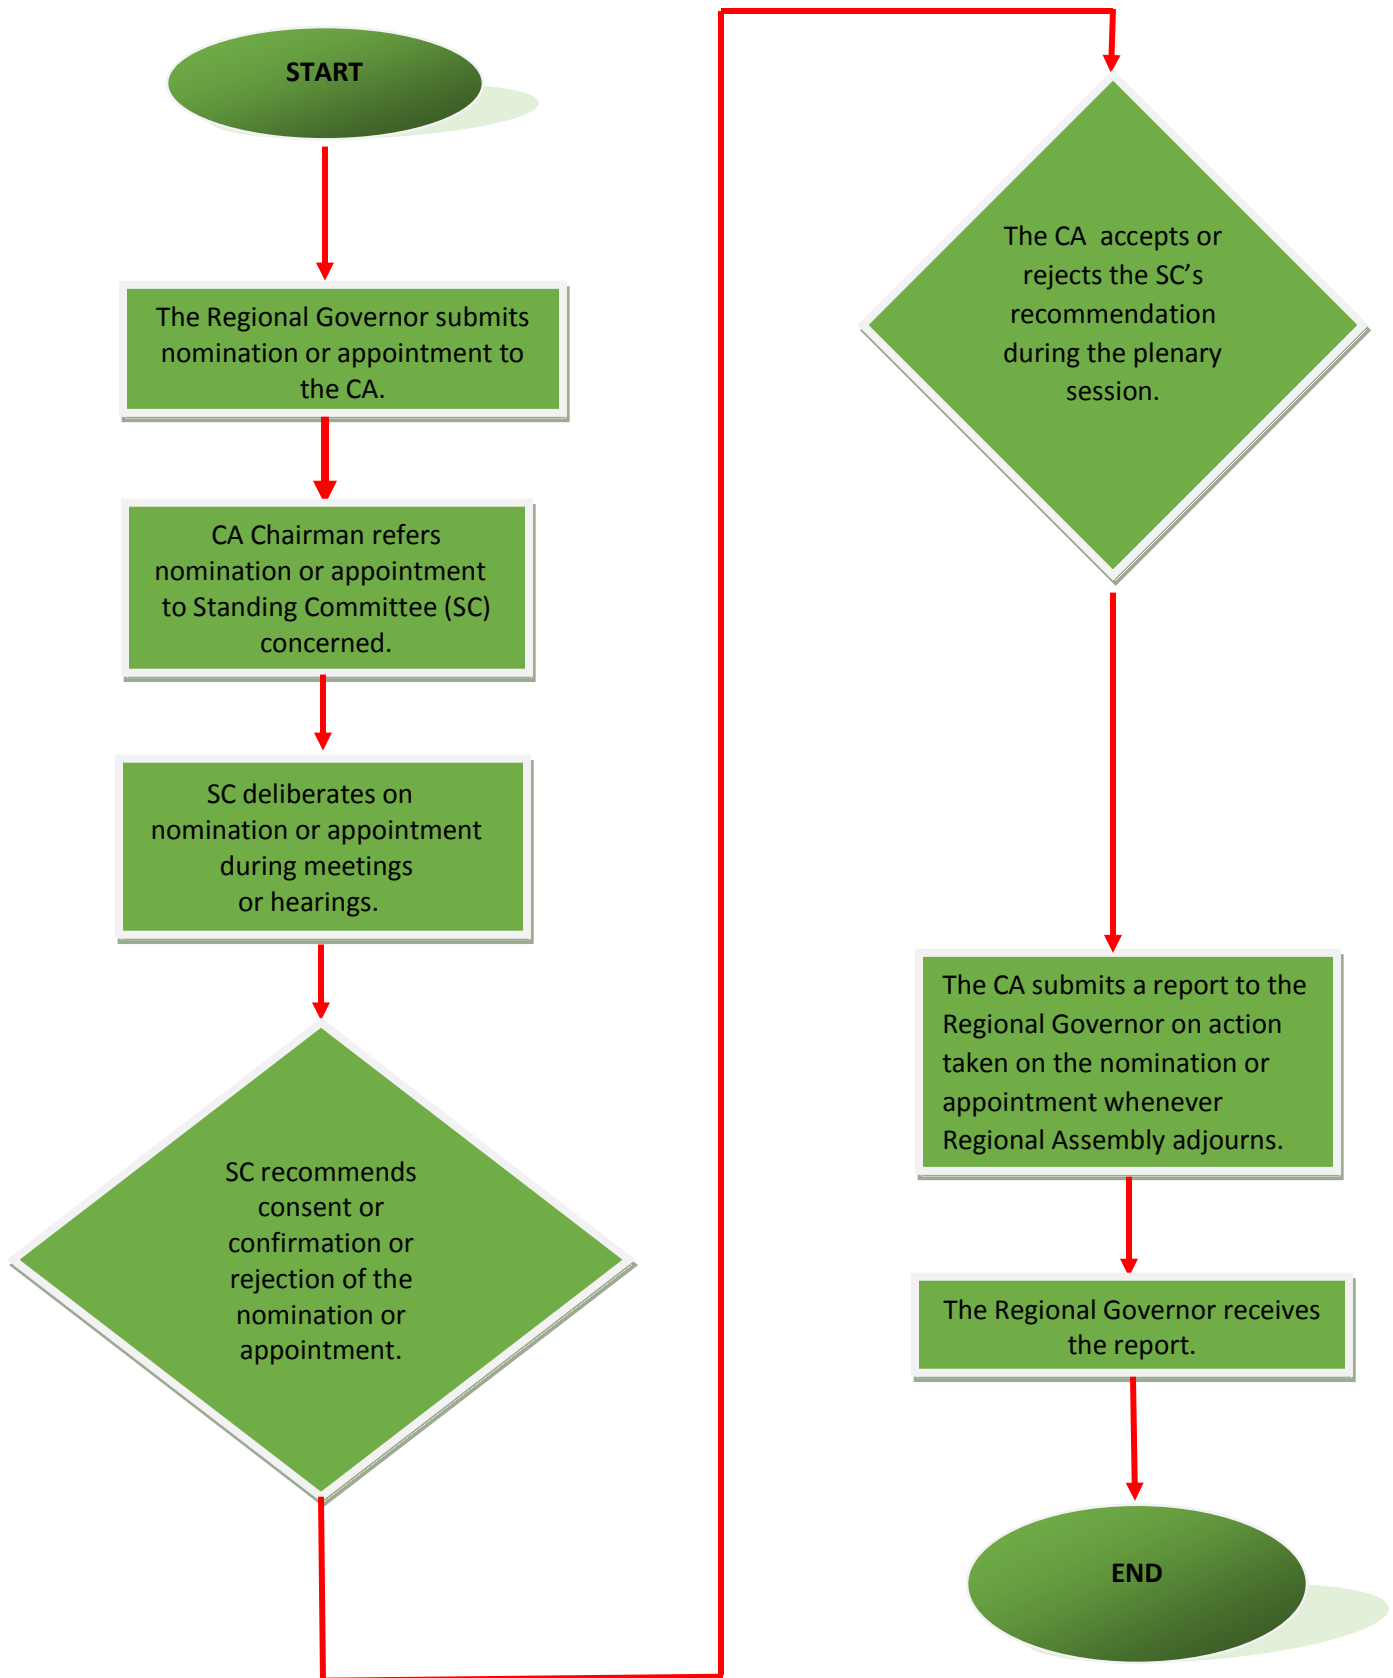 START
The Regional Governor submits
nomination or appointment to
the CA.
CA Chairman refers
nomination or appointment
to Standing Committee (SC)
concerned.
SC deliberates on
nomination or appointment
during meetings
or hearings.
SC recommends
consent or
confirmation or
rejection of the
nomination or
appointment.
The CA accepts or
rejects the SC’s
recommendation
during the plenary
session.
The CA submits a report to the
Regional Governor on action
taken on the nomination or
appointment whenever
Regional Assembly adjourns.
The Regional Governor receives
the report.
END